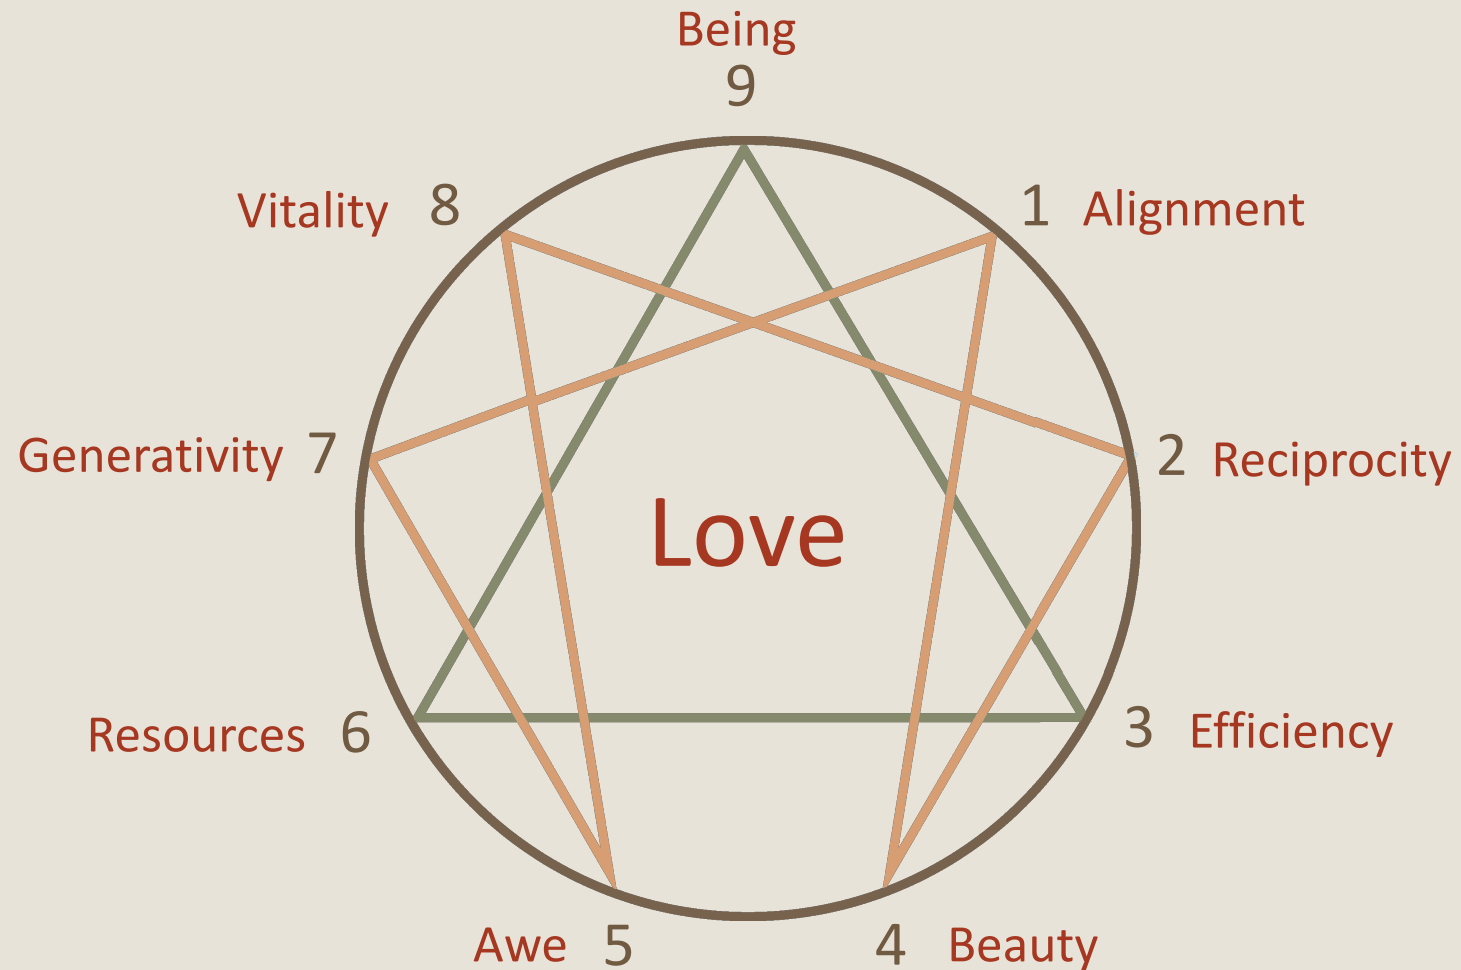 Being
9
Vitality 8
1 Alignment
Generativity 7
2 Reciprocity
Love
Resources 6
3 Efficiency
Awe 5
4 Beauty